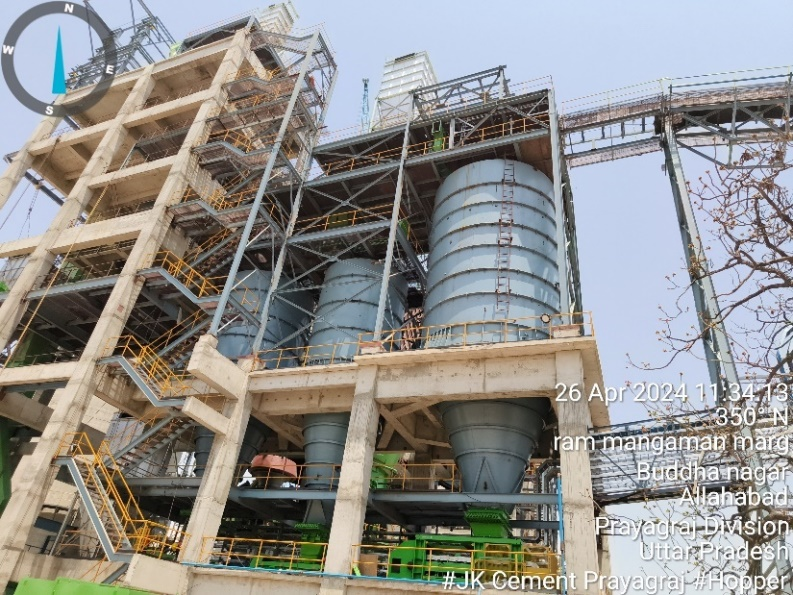 N
W
E
S
26 Apr 2024 11:34:13
350° N
ram mangaman marg
Buddha nagar
Allahabad
Prayagraj Division
Uttar Pradesh
#JK Cement Prayagraj #Hopper